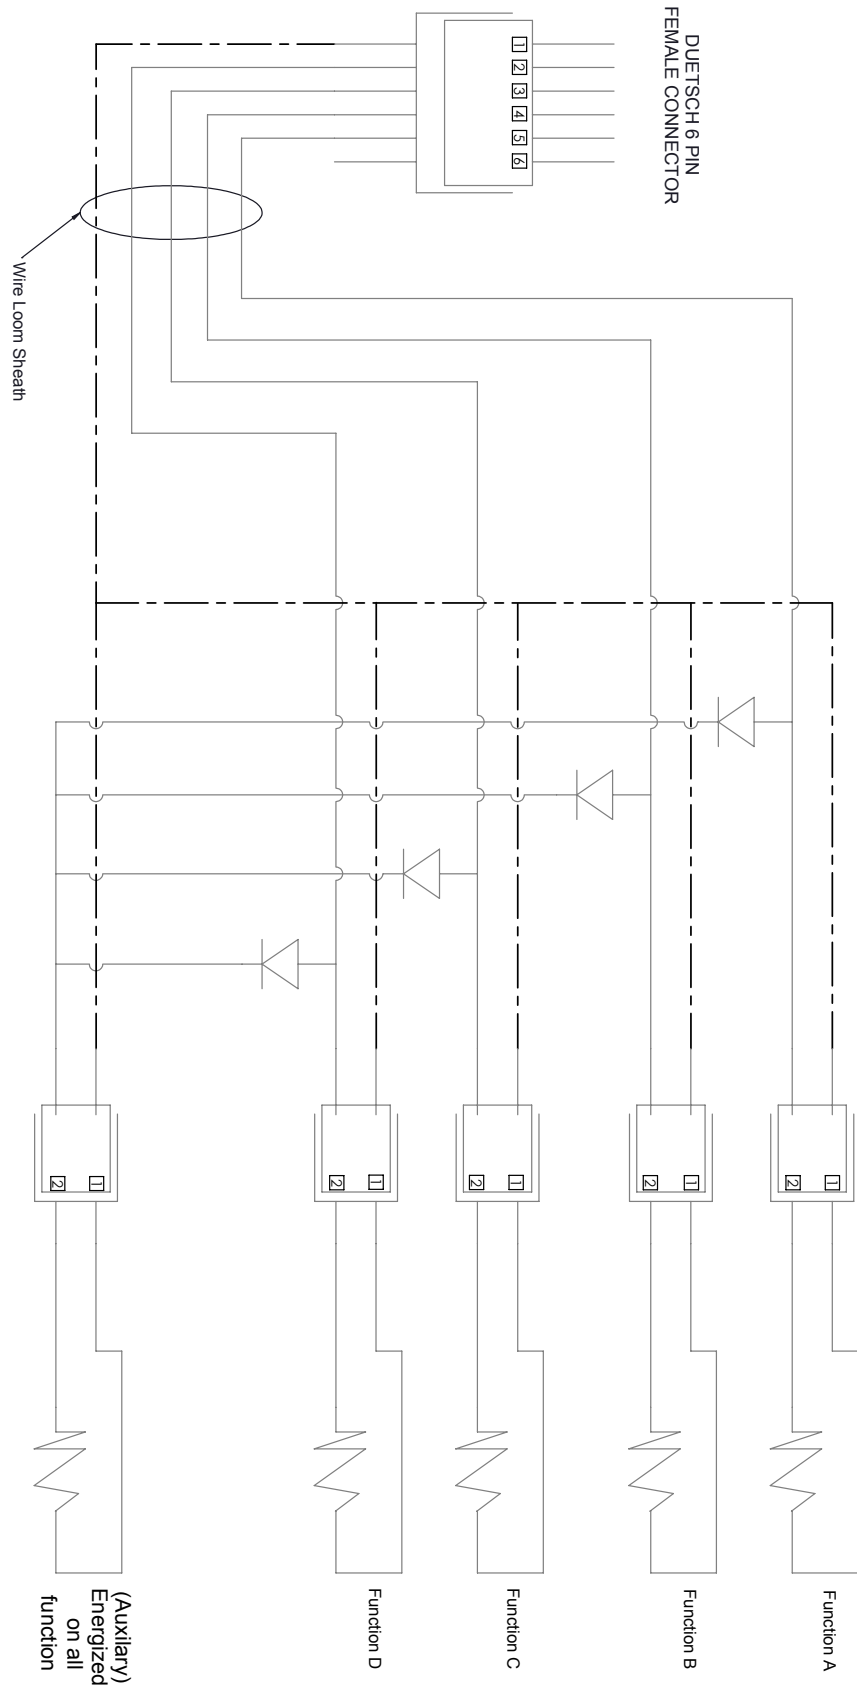 DUETSCH 6 PIN
FEMALE CONNECTOR
1
2
3
4
5
6
Wire Loom Sheath
2
1
2
1
2
1
2
1
2
1
(Auxilary)
Energized
on all
function
Function D
Function C
Function B
Function A